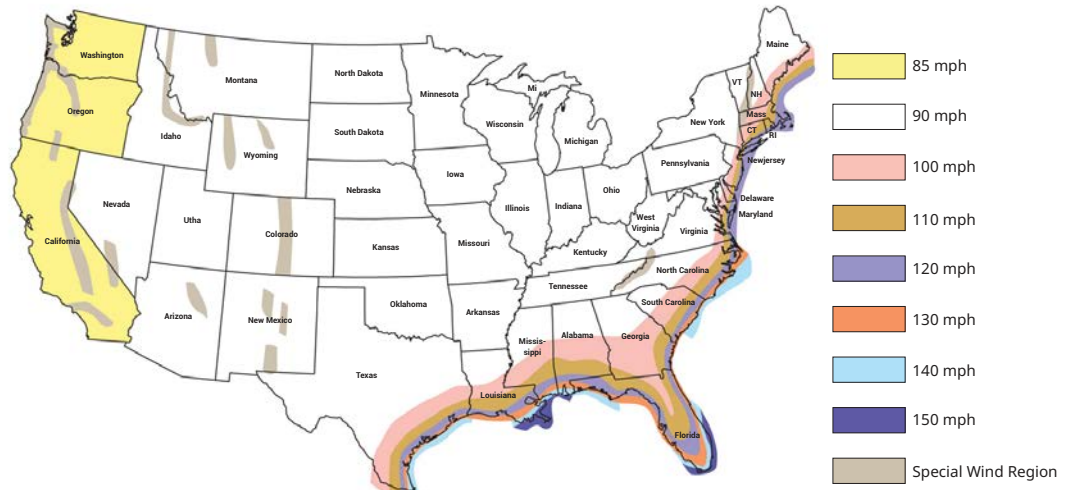 Washington
Oregon
California
Nevada
Idaho
Montana
Wyoming
Utha
Colorado
Arizona
New Mexico
North Dakota
South Dakota
Nebraska
Kansas
Oklahoma
Texas
Minnesota
Iowa
Missouri
Arkansas
Louisiana
Wisconsin
Illinois
Mi
Michigan
Indiana
Ohio
Kentucky
Tennessee
Missis-
sippi
Alabama
Georgia
Florida
South Carolina
North Carolina
Virginia
West
Virginia
Pennsylvania
New York
VT
NH
Maine
Mass
CT
RI
Newjersey
Delaware
Maryland
85 mph
90 mph
100 mph
110 mph
120 mph
130 mph
140 mph
150 mph
Special Wind Region